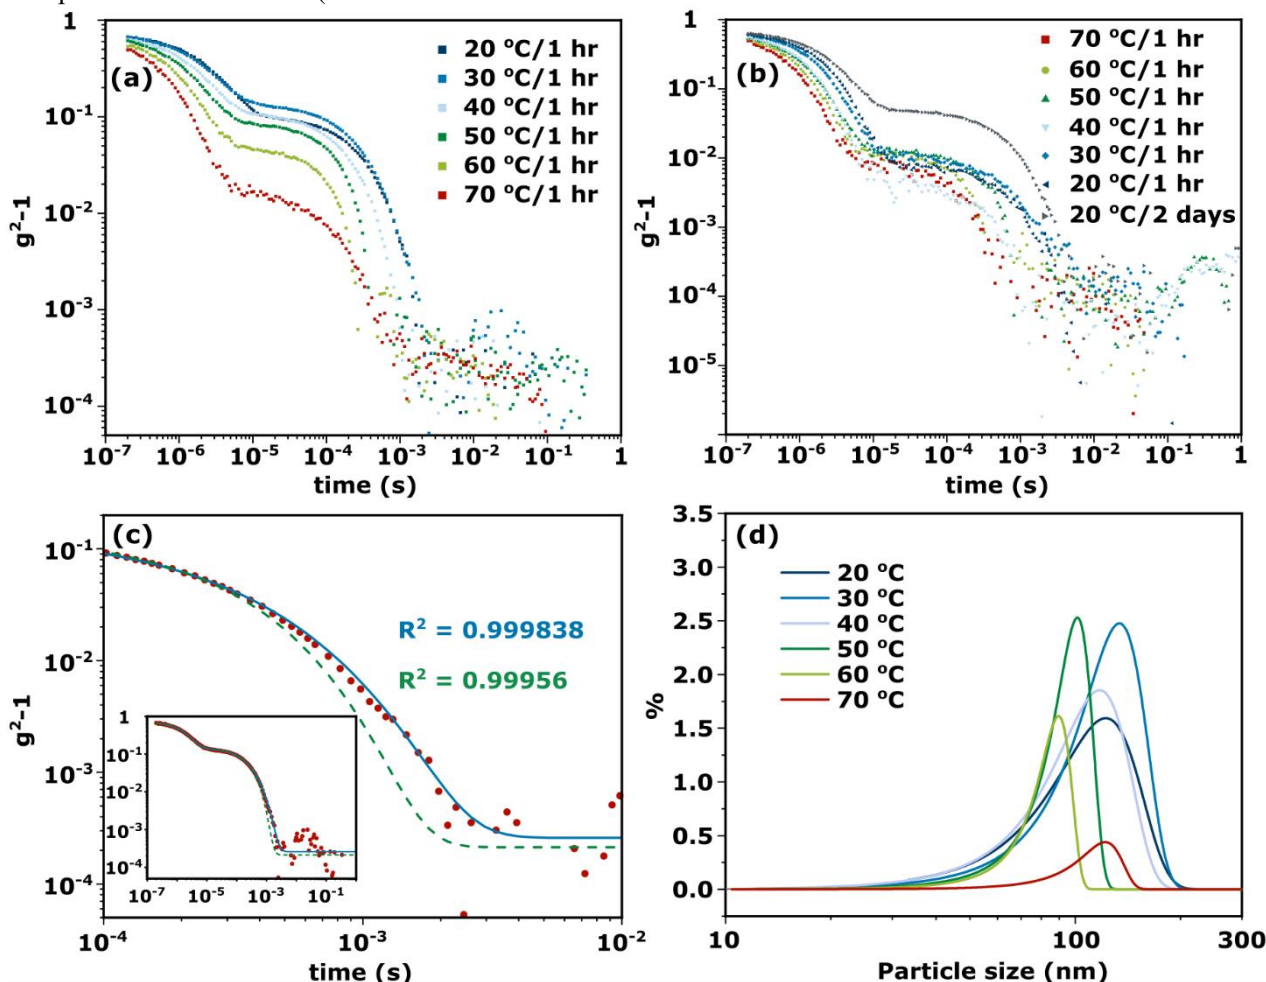 (a)
20 °C/1 hr
30 °C/1 hr
40 °C/1 hr
50 °C/1 hr
60 °C/1 hr
70 °C/1 hr
1
10⁻¹
10⁻²
10⁻³
10⁻⁴
g²-1
10⁻⁷ 10⁻⁶ 10⁻⁵ 10⁻⁴ 10⁻³ 10⁻² 10⁻¹ 1
time (s)
(b)
70 °C/1 hr
60 °C/1 hr
50 °C/1 hr
40 °C/1 hr
30 °C/1 hr
20 °C/1 hr
20 °C/2 days
1
10⁻¹
10⁻²
10⁻³
10⁻⁴
10⁻⁵
g²-1
10⁻⁷ 10⁻⁶ 10⁻⁵ 10⁻⁴ 10⁻³ 10⁻² 10⁻¹ 1
time (s)
(c)
R² = 0.999838
R² = 0.99956
10⁻¹
10⁻²
10⁻³
10⁻⁴
g²-1
1
10⁻¹
10⁻²
10⁻³
10⁻⁴
10⁻⁷ 10⁻⁵ 10⁻³ 10⁻¹
10⁻⁴ 10⁻³ 10⁻²
time (s)
(d)
20 °C
30 °C
40 °C
50 °C
60 °C
70 °C
3.5
3.0
2.5
2.0
1.5
1.0
0.5
0.0
%
10 100 300
Particle size (nm)